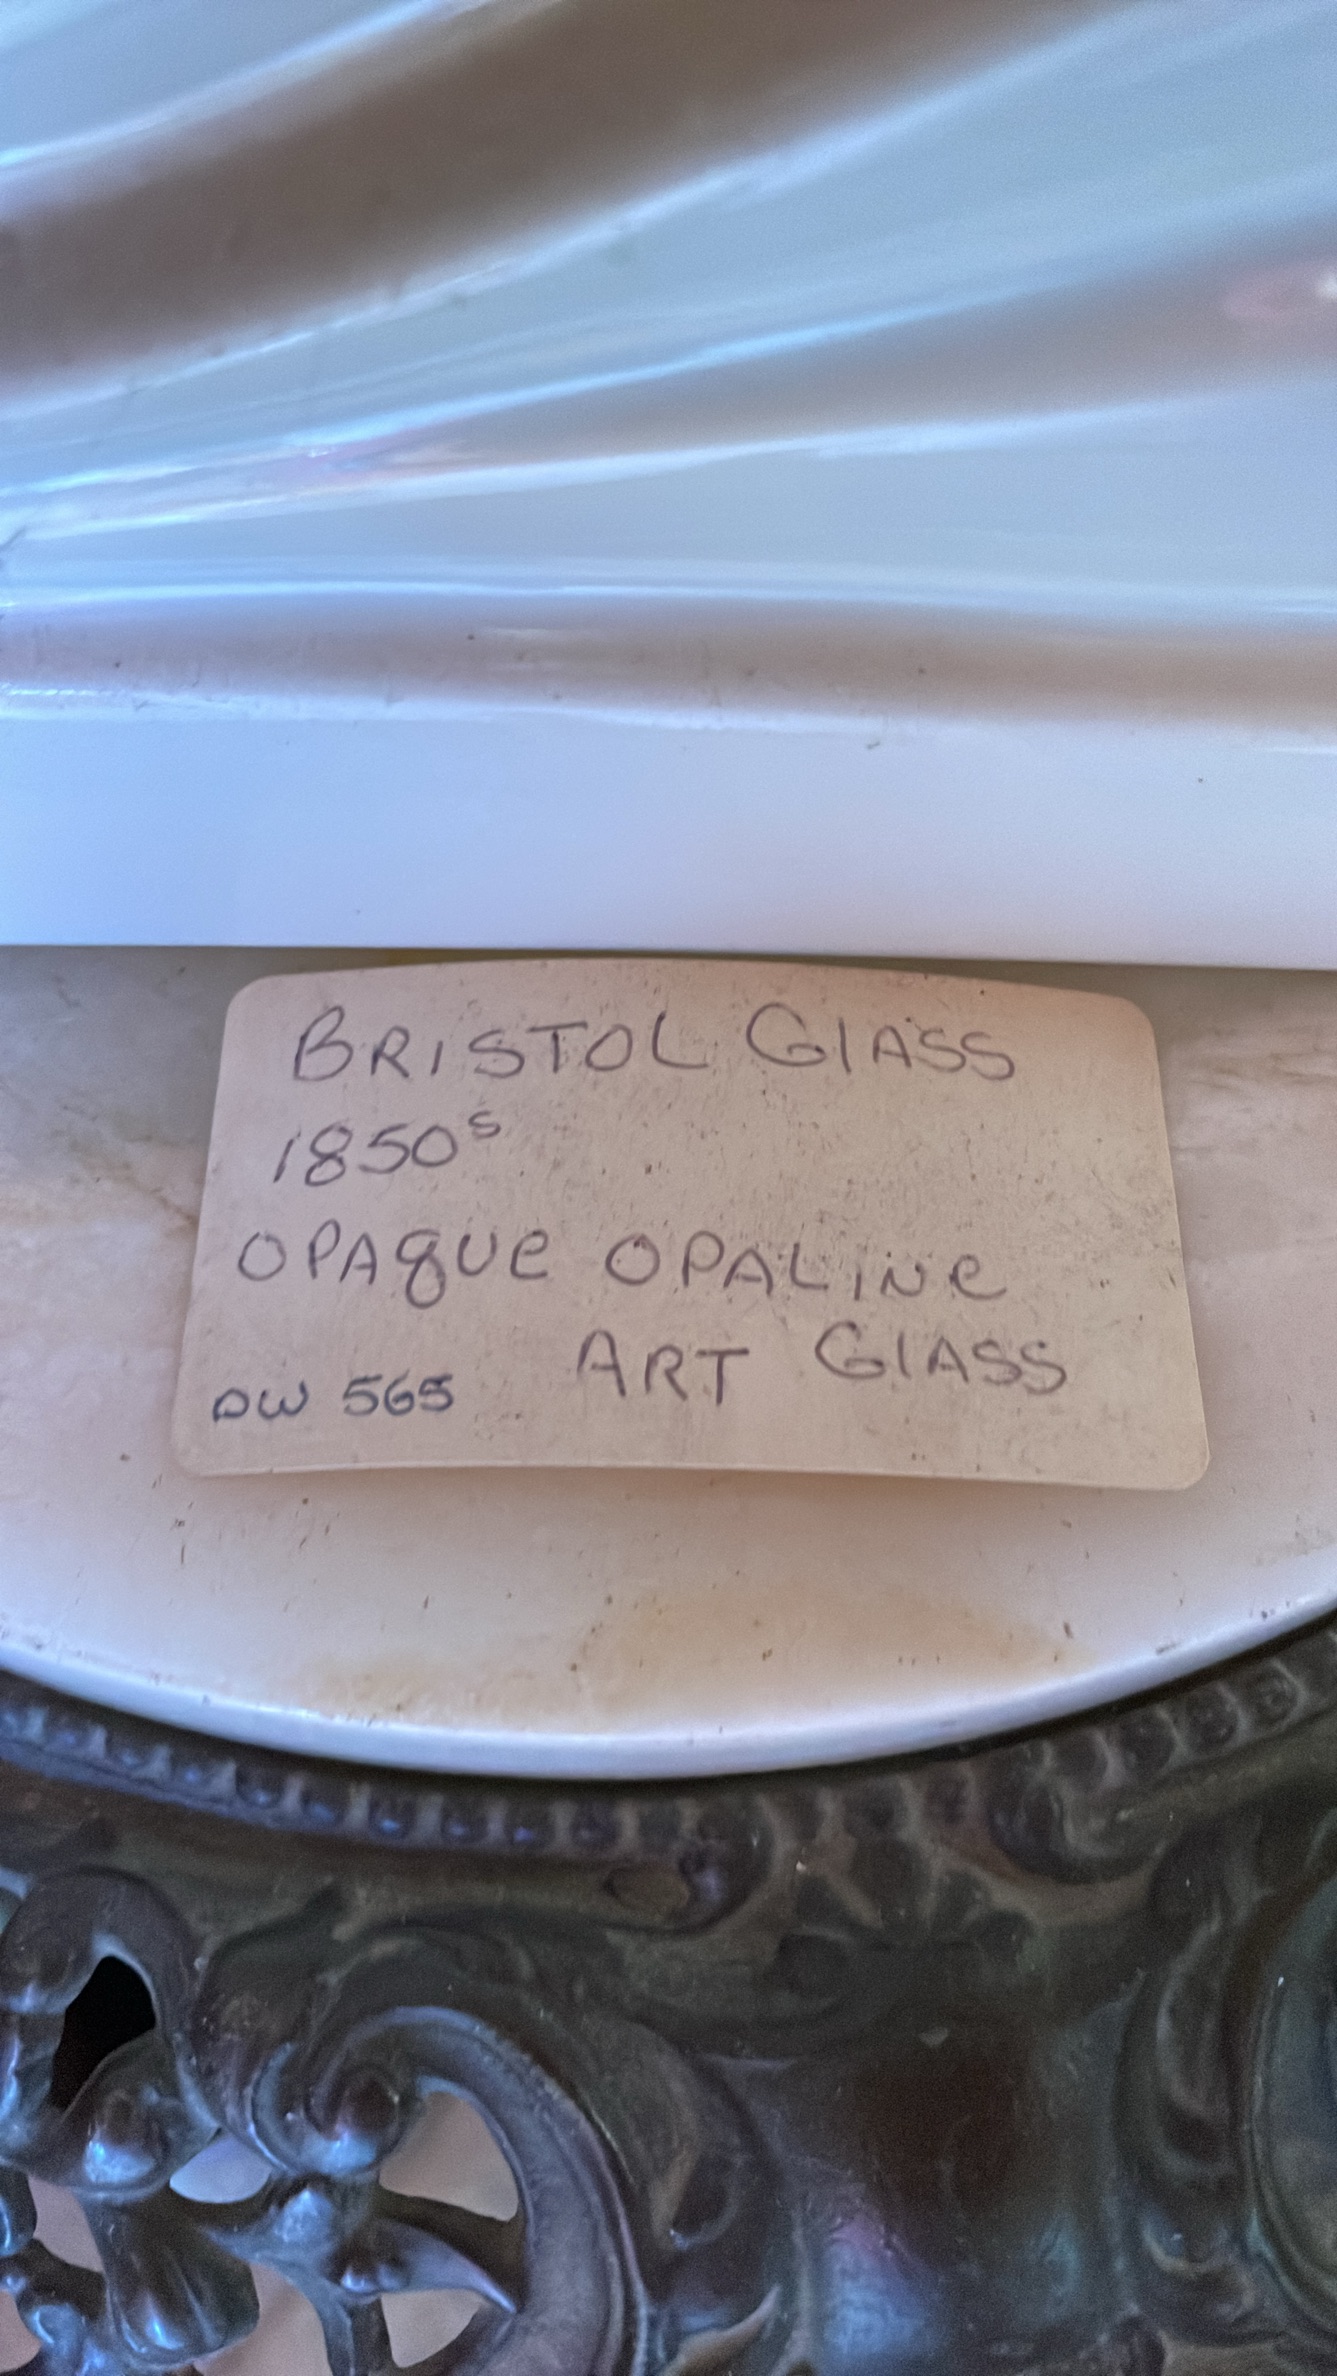 BRISTOL GLASS
1850s
OPAQUE OPALINE
ART GLASS
DW 565